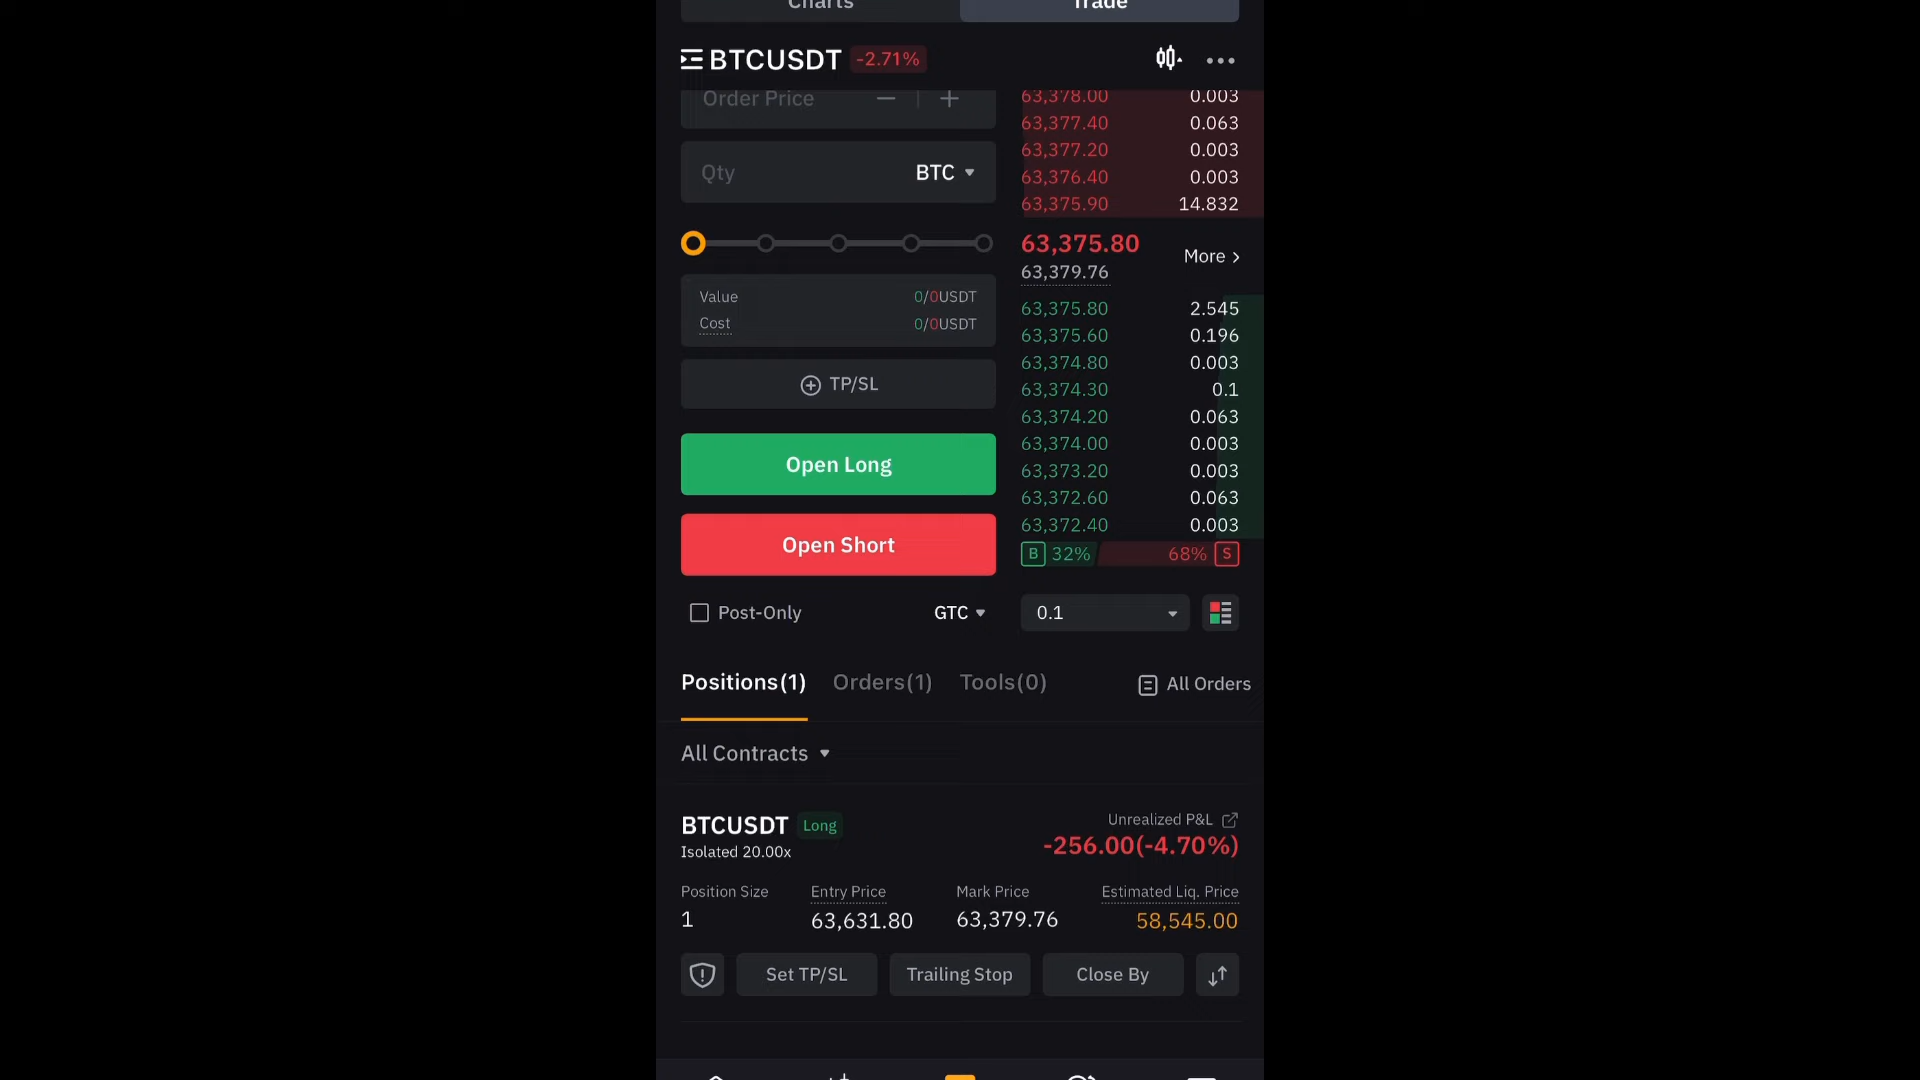 Charts Trade
BTCUSDT -2.71%
Order Price
Qty BTC
Value 0/0USDT
Cost 0/0USDT
TP/SL
Open Long
Open Short
Post-Only GTC
63,378.00 0.003
63,377.40 0.063
63,377.20 0.003
63,376.40 0.003
63,375.90 14.832
63,375.80
63,379.76
More
63,375.80 2.545
63,375.60 0.196
63,374.80 0.003
63,374.30 0.1
63,374.20 0.063
63,374.00 0.003
63,373.20 0.003
63,372.60 0.063
63,372.40 0.003
B 32% 68% S
0.1
Positions(1) Orders(1) Tools(0) All Orders
All Contracts
BTCUSDT Long
Isolated 20.00x
Unrealized P&L
-256.00(-4.70%)
Position Size Entry Price Mark Price Estimated Liq. Price
1 63,631.80 63,379.76 58,545.00
Set TP/SL Trailing Stop Close By